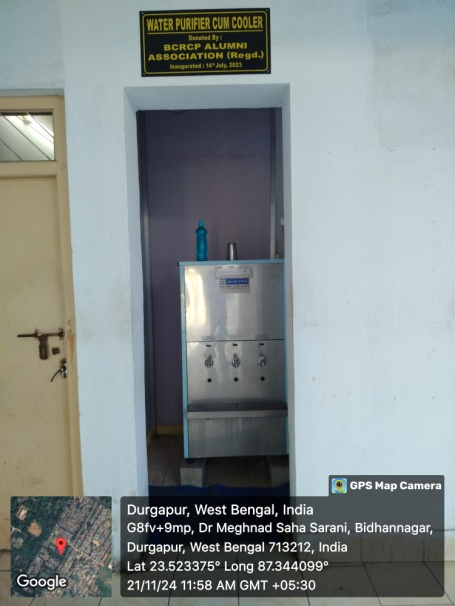 WATER PURIFIER CUM COOLER
Donated By :
BCRCP ALUMNI
ASSOCIATION (Regd.)
Inaugurated : 14th July, 2023
GPS Map Camera
Durgapur, West Bengal, India
G8fv+9mp, Dr Meghnad Saha Sarani, Bidhannagar,
Durgapur, West Bengal 713212, India
Lat 23.523375° Long 87.344099°
21/11/24 11:58 AM GMT +05:30
Google